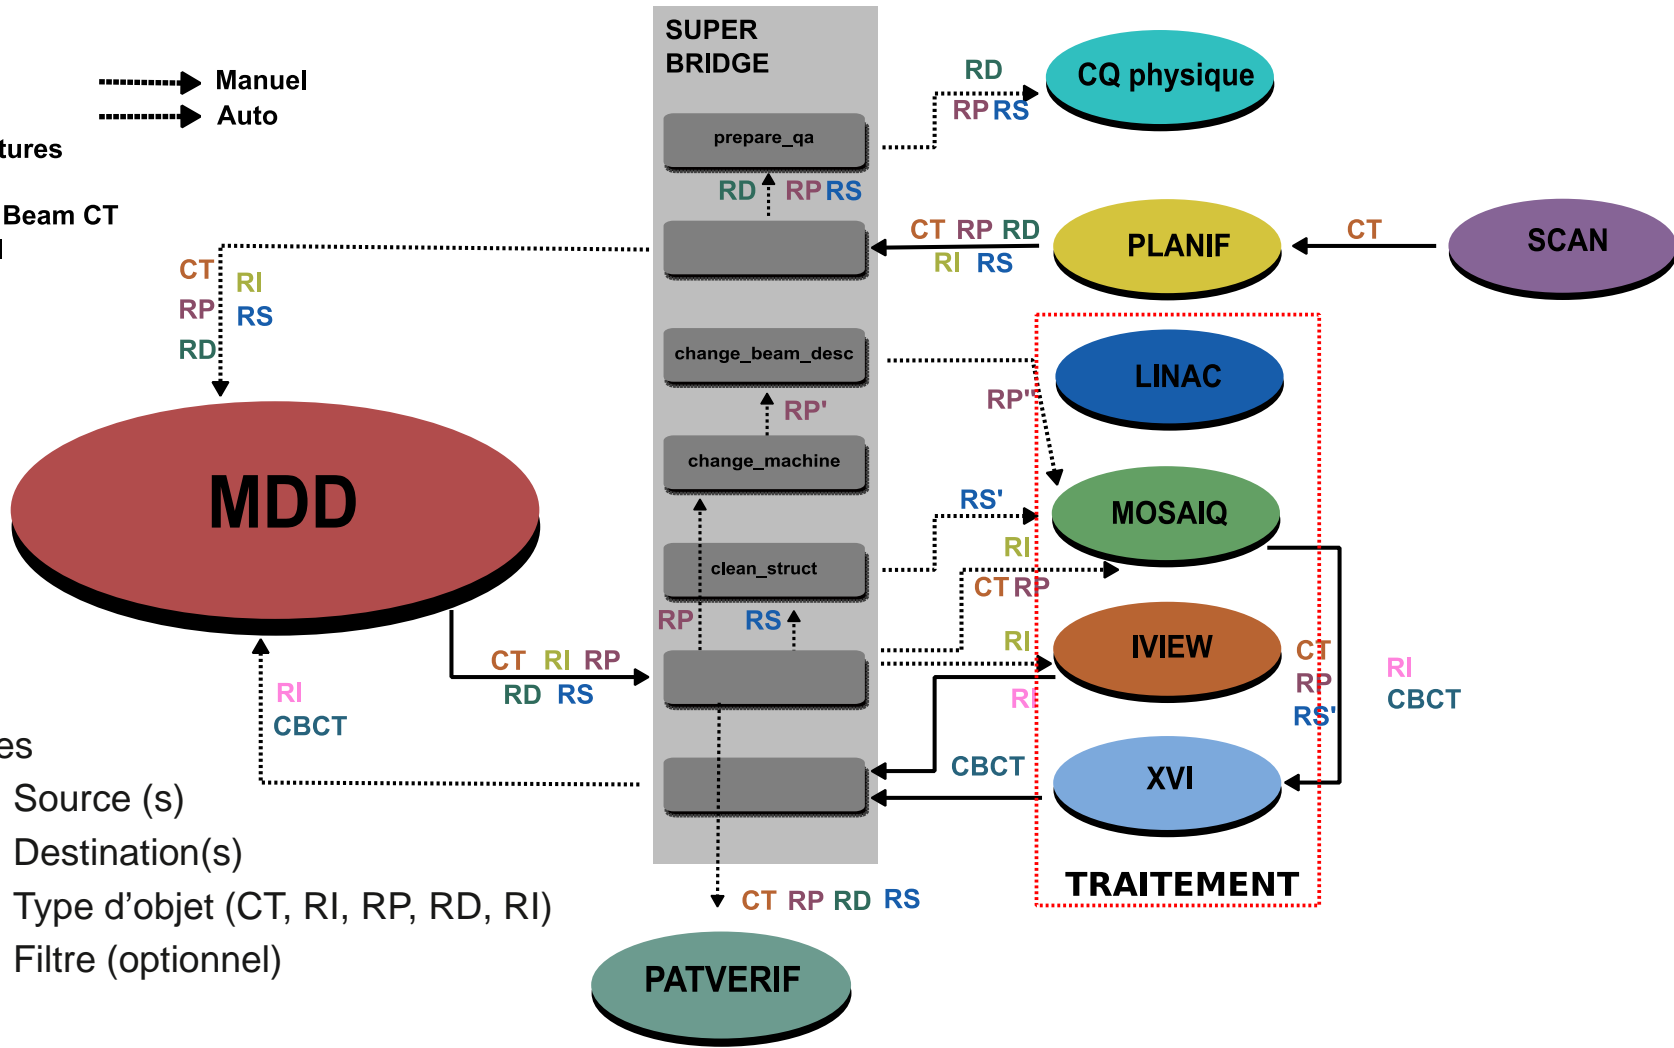 SUPER
BRIDGE
Manuel
Auto
tures
Beam CT
prepare_qa
RD RP RS
RD
RP RS
CQ physique
CT RP RD
RI RS
PLANIF
CT
SCAN
CT
RI
RP
RS
RD
change_beam_desc
RP'
change_machine
RP"
LINAC
MDD
RS'
MOSAIQ
RI
CT RP
clean_struct
RP
RS
RI
IVIEW
CT
RP
RS'
RI
CBCT
CT RI RP
RD RS
RI
RI
CBCT
CBCT
XVI
TRAITEMENT
es
Source (s)
Destination(s)
Type d’objet (CT, RI, RP, RD, RI)
Filtre (optionnel)
CT RP RD RS
PATVERIF